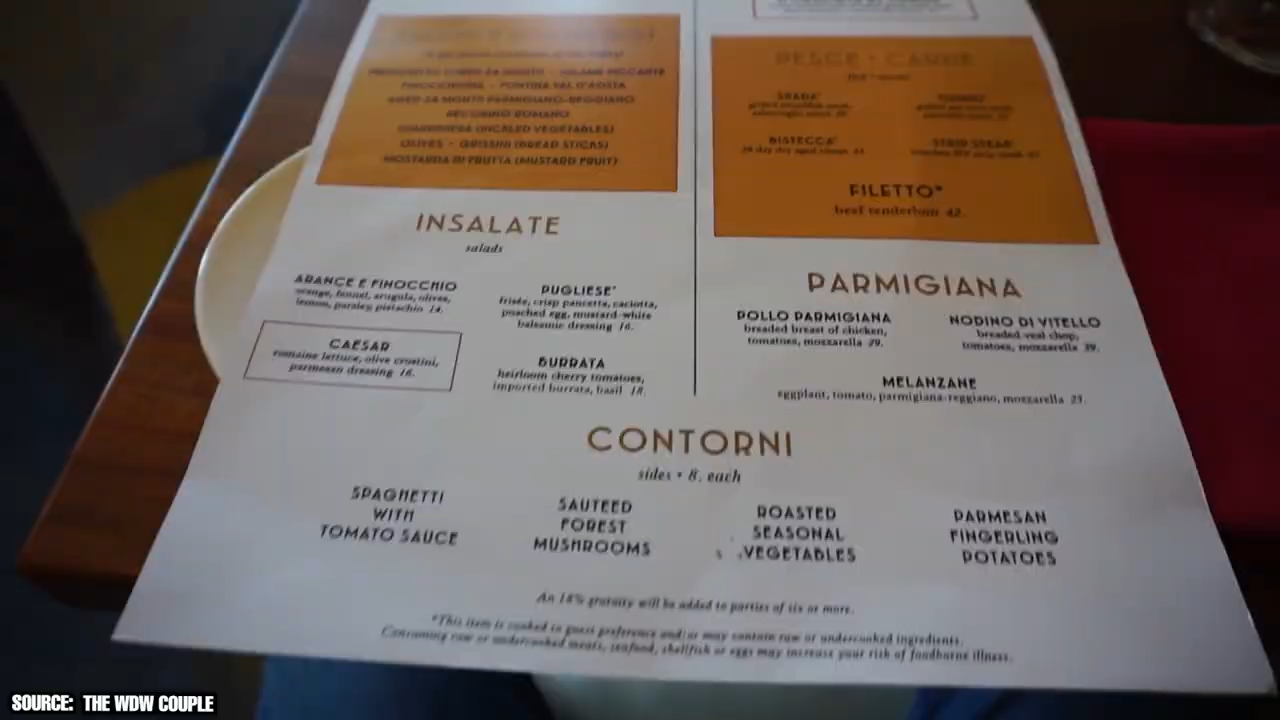 PROSCIUTTO
FINOCCHIONA • FONTINA VAL D'AOSTA
AGED 24 MONTH PARMIGIANO-REGGIANO
PECORINO ROMANO
GIARDINIERA (PICKLED VEGETABLES)
OLIVES • GRISSINI (BREAD STICKS)
MOSTARDA DI FRUTTA (MUSTARD FRUIT)
INSALATE
salads
ARANCE E FINOCCHIO
orange, fennel, arugula, olives,
lemon, parsley, pistachio 14.
CAESAR
romaine lettuce, olive crostini,
parmesan dressing 16.
PUGLIESE*
frisée, crisp pancetta, caciotta,
poached egg, mustard-white
balsamic dressing 16.
BURRATA
heirloom cherry tomatoes,
imported burrata, basil 18.
PESCE • CARNE
BISTECCA*
STRIP STEAK*
FILETTO*
beef tenderloin 42.
PARMIGIANA
POLLO PARMIGIANA
breaded breast of chicken,
tomatoes, mozzarella 29.
NODINO DI VITELLO
breaded veal chop,
tomatoes, mozzarella 39.
MELANZANE
eggplant, tomato, parmigiana-reggiano, mozzarella
CONTORNI
sides • 8. each
SPAGHETTI
WITH
TOMATO SAUCE
SAUTEED
FOREST
MUSHROOMS
ROASTED
SEASONAL
VEGETABLES
PARMESAN
FINGERLING
POTATOES
An 18% gratuity will be added to parties of six or more.
*This item is cooked to guest preference and/or may contain raw or undercooked ingredients.
Consuming raw or undercooked meats, seafood, shellfish or eggs may increase your risk of foodborne illness.
SOURCE: THE WDW COUPLE